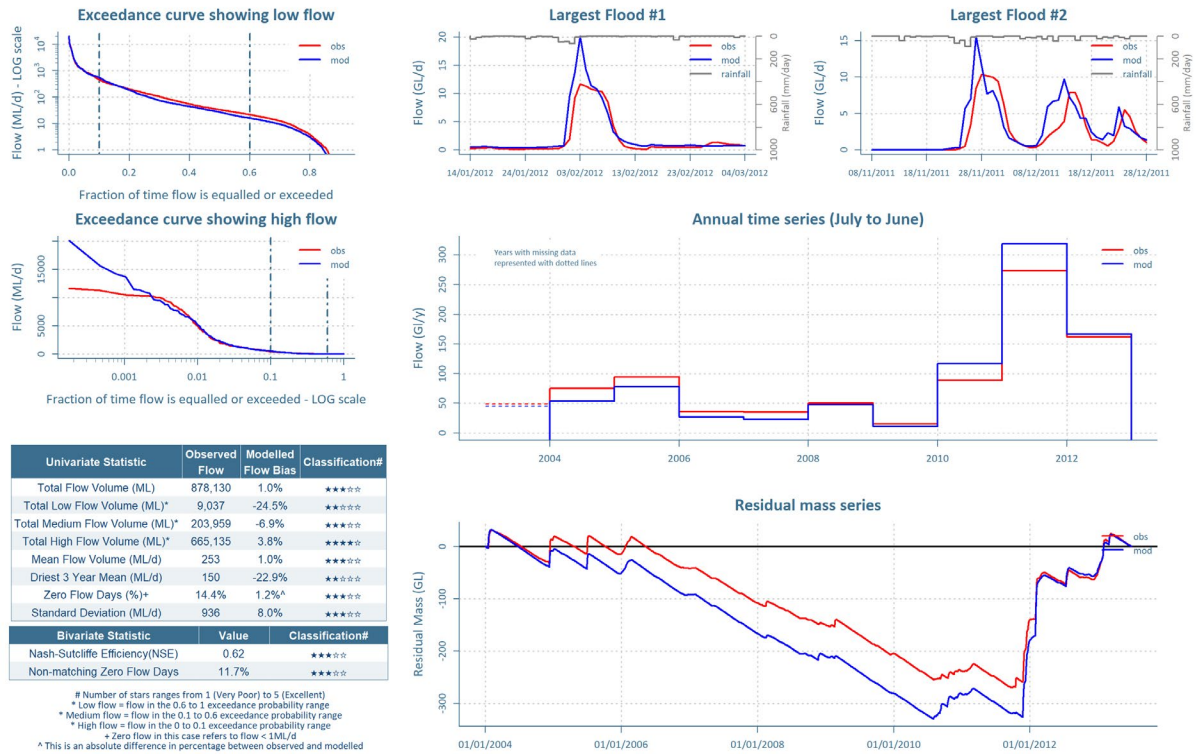 Exceedance curve showing low flow
Flow (ML/d) - LOG scale
10⁴
10³
10²
10
1
obs
mod
0.0 0.2 0.4 0.6 0.8
Fraction of time flow is equalled or exceeded
Largest Flood #1
Flow (GL/d)
20
15
10
5
0
obs
mod
rainfall
0
200
600
1000
Rainfall (mm/day)
14/01/2012 24/01/2012 03/02/2012 13/02/2012 23/02/2012 04/03/2012
Largest Flood #2
Flow (GL/d)
15
10
5
0
obs
mod
rainfall
0
200
600
1000
Rainfall (mm/day)
08/11/2011 18/11/2011 28/11/2011 08/12/2011 18/12/2011 28/12/2011
Exceedance curve showing high flow
Flow (ML/d)
15000
5000
0
obs
mod
0.001 0.01 0.1 1
Fraction of time flow is equalled or exceeded - LOG scale
Annual time series (July to June)
Flow (Gl/y)
300
250
200
150
100
50
0
Years with missing data
represented with dotted lines
obs
mod
2004 2006 2008 2010 2012
Univariate Statistic Observed Flow Modelled Flow Bias Classification#
Total Flow Volume (ML) 878,130 1.0% ★★★☆☆
Total Low Flow Volume (ML)* 9,037 -24.5% ★★☆☆☆
Total Medium Flow Volume (ML)* 203,959 -6.9% ★★★☆☆
Total High Flow Volume (ML)* 665,135 3.8% ★★★★☆
Mean Flow Volume (ML/d) 253 1.0% ★★★☆☆
Driest 3 Year Mean (ML/d) 150 -22.9% ★★☆☆☆
Zero Flow Days (%)+ 14.4% 1.2%^ ★★★☆☆
Standard Deviation (ML/d) 936 8.0% ★★★☆☆
Bivariate Statistic Value Classification#
Nash-Sutcliffe Efficiency(NSE) 0.62 ★★★☆☆
Non-matching Zero Flow Days 11.7% ★★★☆☆
# Number of stars ranges from 1 (Very Poor) to 5 (Excellent)
* Low flow = flow in the 0.6 to 1 exceedance probability range
* Medium flow = flow in the 0.1 to 0.6 exceedance probability range
* High flow = flow in the 0 to 0.1 exceedance probability range
+ Zero flow in this case refers to flow < 1ML/d
^ This is an absolute difference in percentage between observed and modelled
Residual mass series
Residual Mass (GL)
0
-100
-200
-300
obs
mod
01/01/2004 01/01/2006 01/01/2008 01/01/2010 01/01/2012